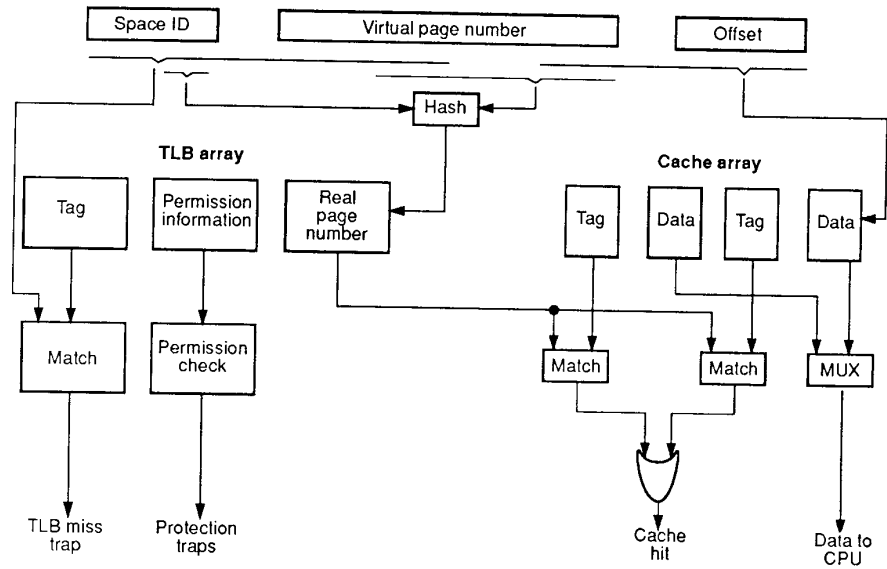 Space ID
Virtual page number
Offset
Hash
TLB array
Cache array
Tag
Permission
information
Real
page
number
Tag
Data
Tag
Data
Match
Permission
check
Match
Match
MUX
TLB miss
trap
Protection
traps
Cache
hit
Data to
CPU